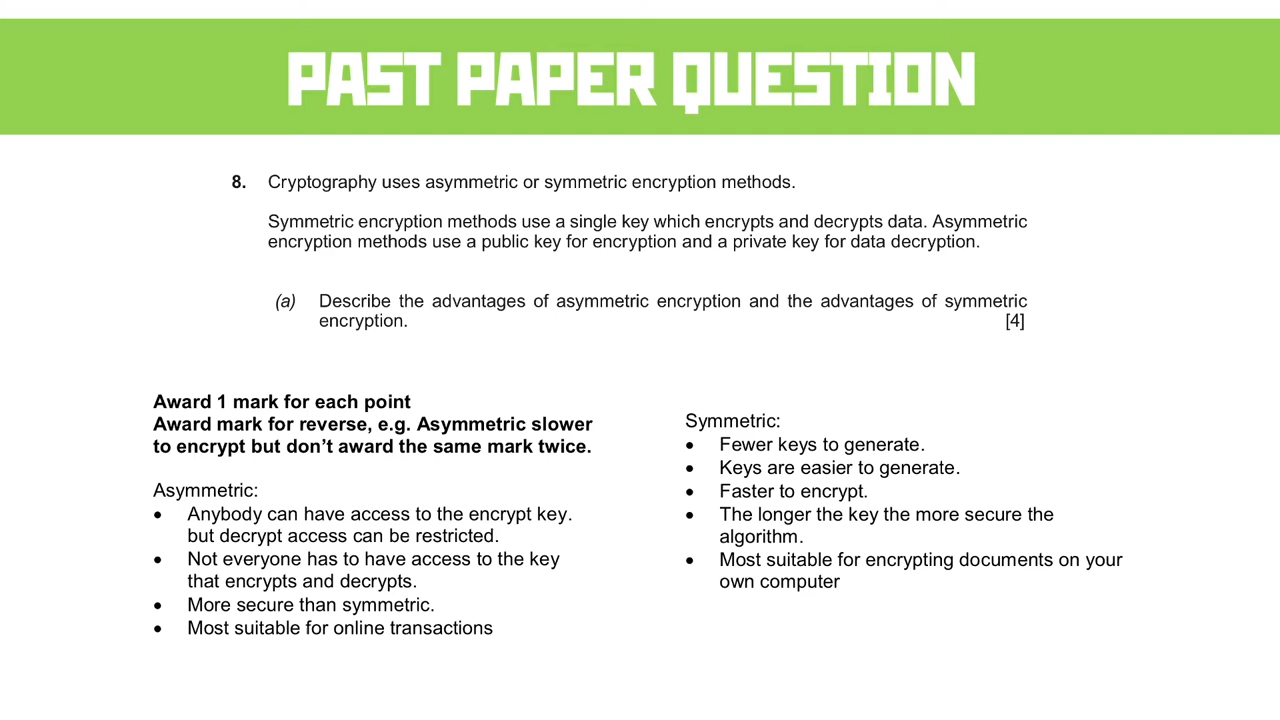 PAST PAPER QUESTION
8. Cryptography uses asymmetric or symmetric encryption methods.
Symmetric encryption methods use a single key which encrypts and decrypts data. Asymmetric
encryption methods use a public key for encryption and a private key for data decryption.
(a) Describe the advantages of asymmetric encryption and the advantages of symmetric
encryption. [4]
Award 1 mark for each point
Award mark for reverse, e.g. Asymmetric slower
to encrypt but don't award the same mark twice.
Asymmetric:
• Anybody can have access to the encrypt key.
but decrypt access can be restricted.
• Not everyone has to have access to the key
that encrypts and decrypts.
• More secure than symmetric.
• Most suitable for online transactions
Symmetric:
• Fewer keys to generate.
• Keys are easier to generate.
• Faster to encrypt.
• The longer the key the more secure the
algorithm.
• Most suitable for encrypting documents on your
own computer